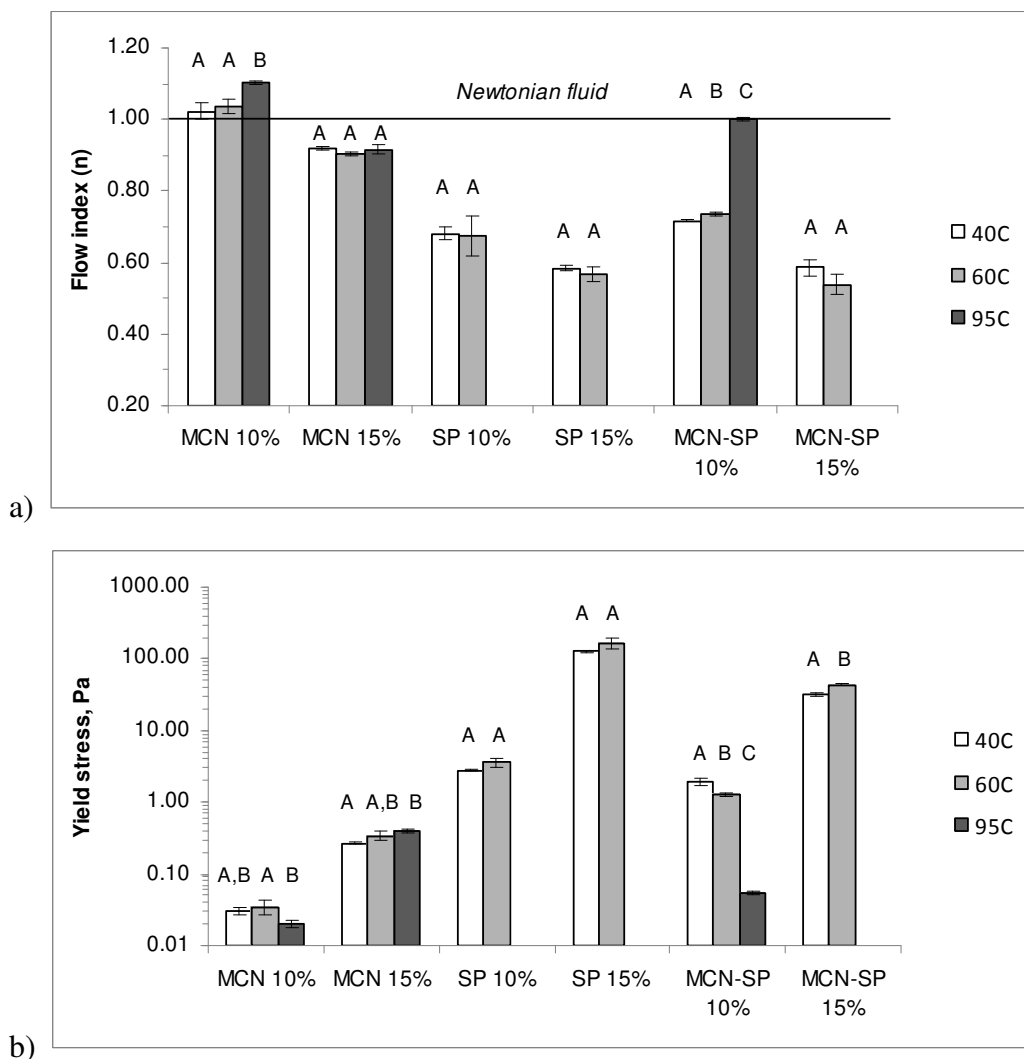 1.20
1.00
0.80
0.60
0.40
0.20
Flow index (n)
A A B
Newtonian fluid
A A A
A A
A A
A B C
A A
MCN 10% MCN 15% SP 10% SP 15% MCN-SP 10% MCN-SP 15%
40C
60C
95C
a)
1000.00
100.00
10.00
1.00
0.10
0.01
Yield stress, Pa
A,B A B
A A,B B
A A
A A
A B C
A B
MCN 10% MCN 15% SP 10% SP 15% MCN-SP 10% MCN-SP 15%
40C
60C
95C
b)